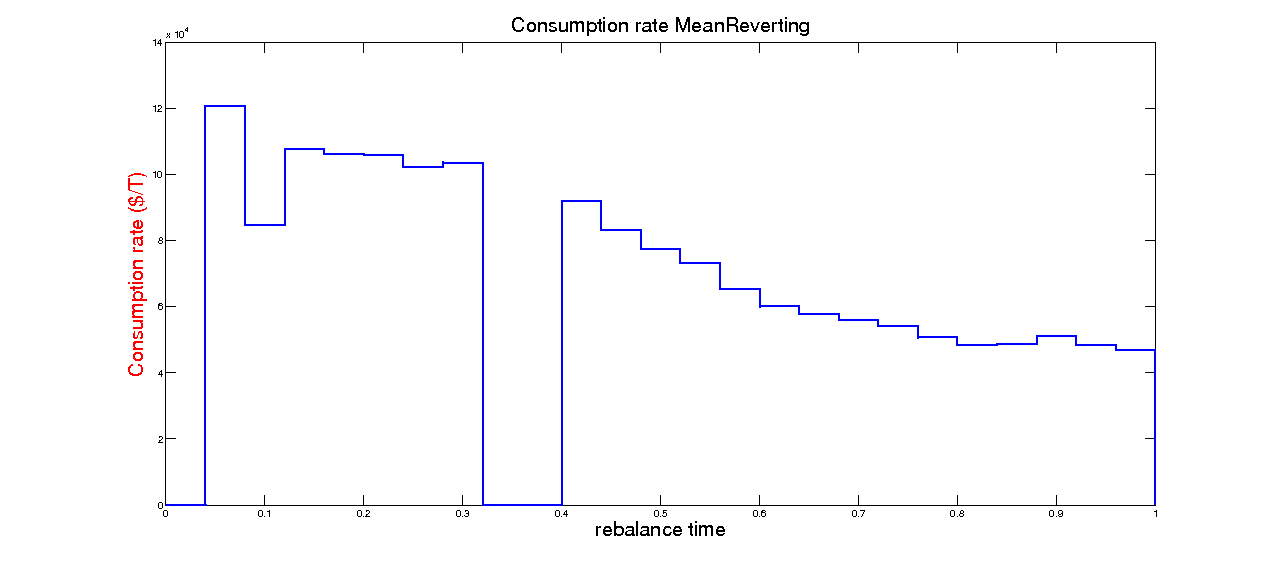 Consumption rate MeanReverting
x 10^4
14
12
10
8
6
4
2
0
Consumption rate ($/T)
0 0.1 0.2 0.3 0.4 0.5 0.6 0.7 0.8 0.9 1
rebalance time